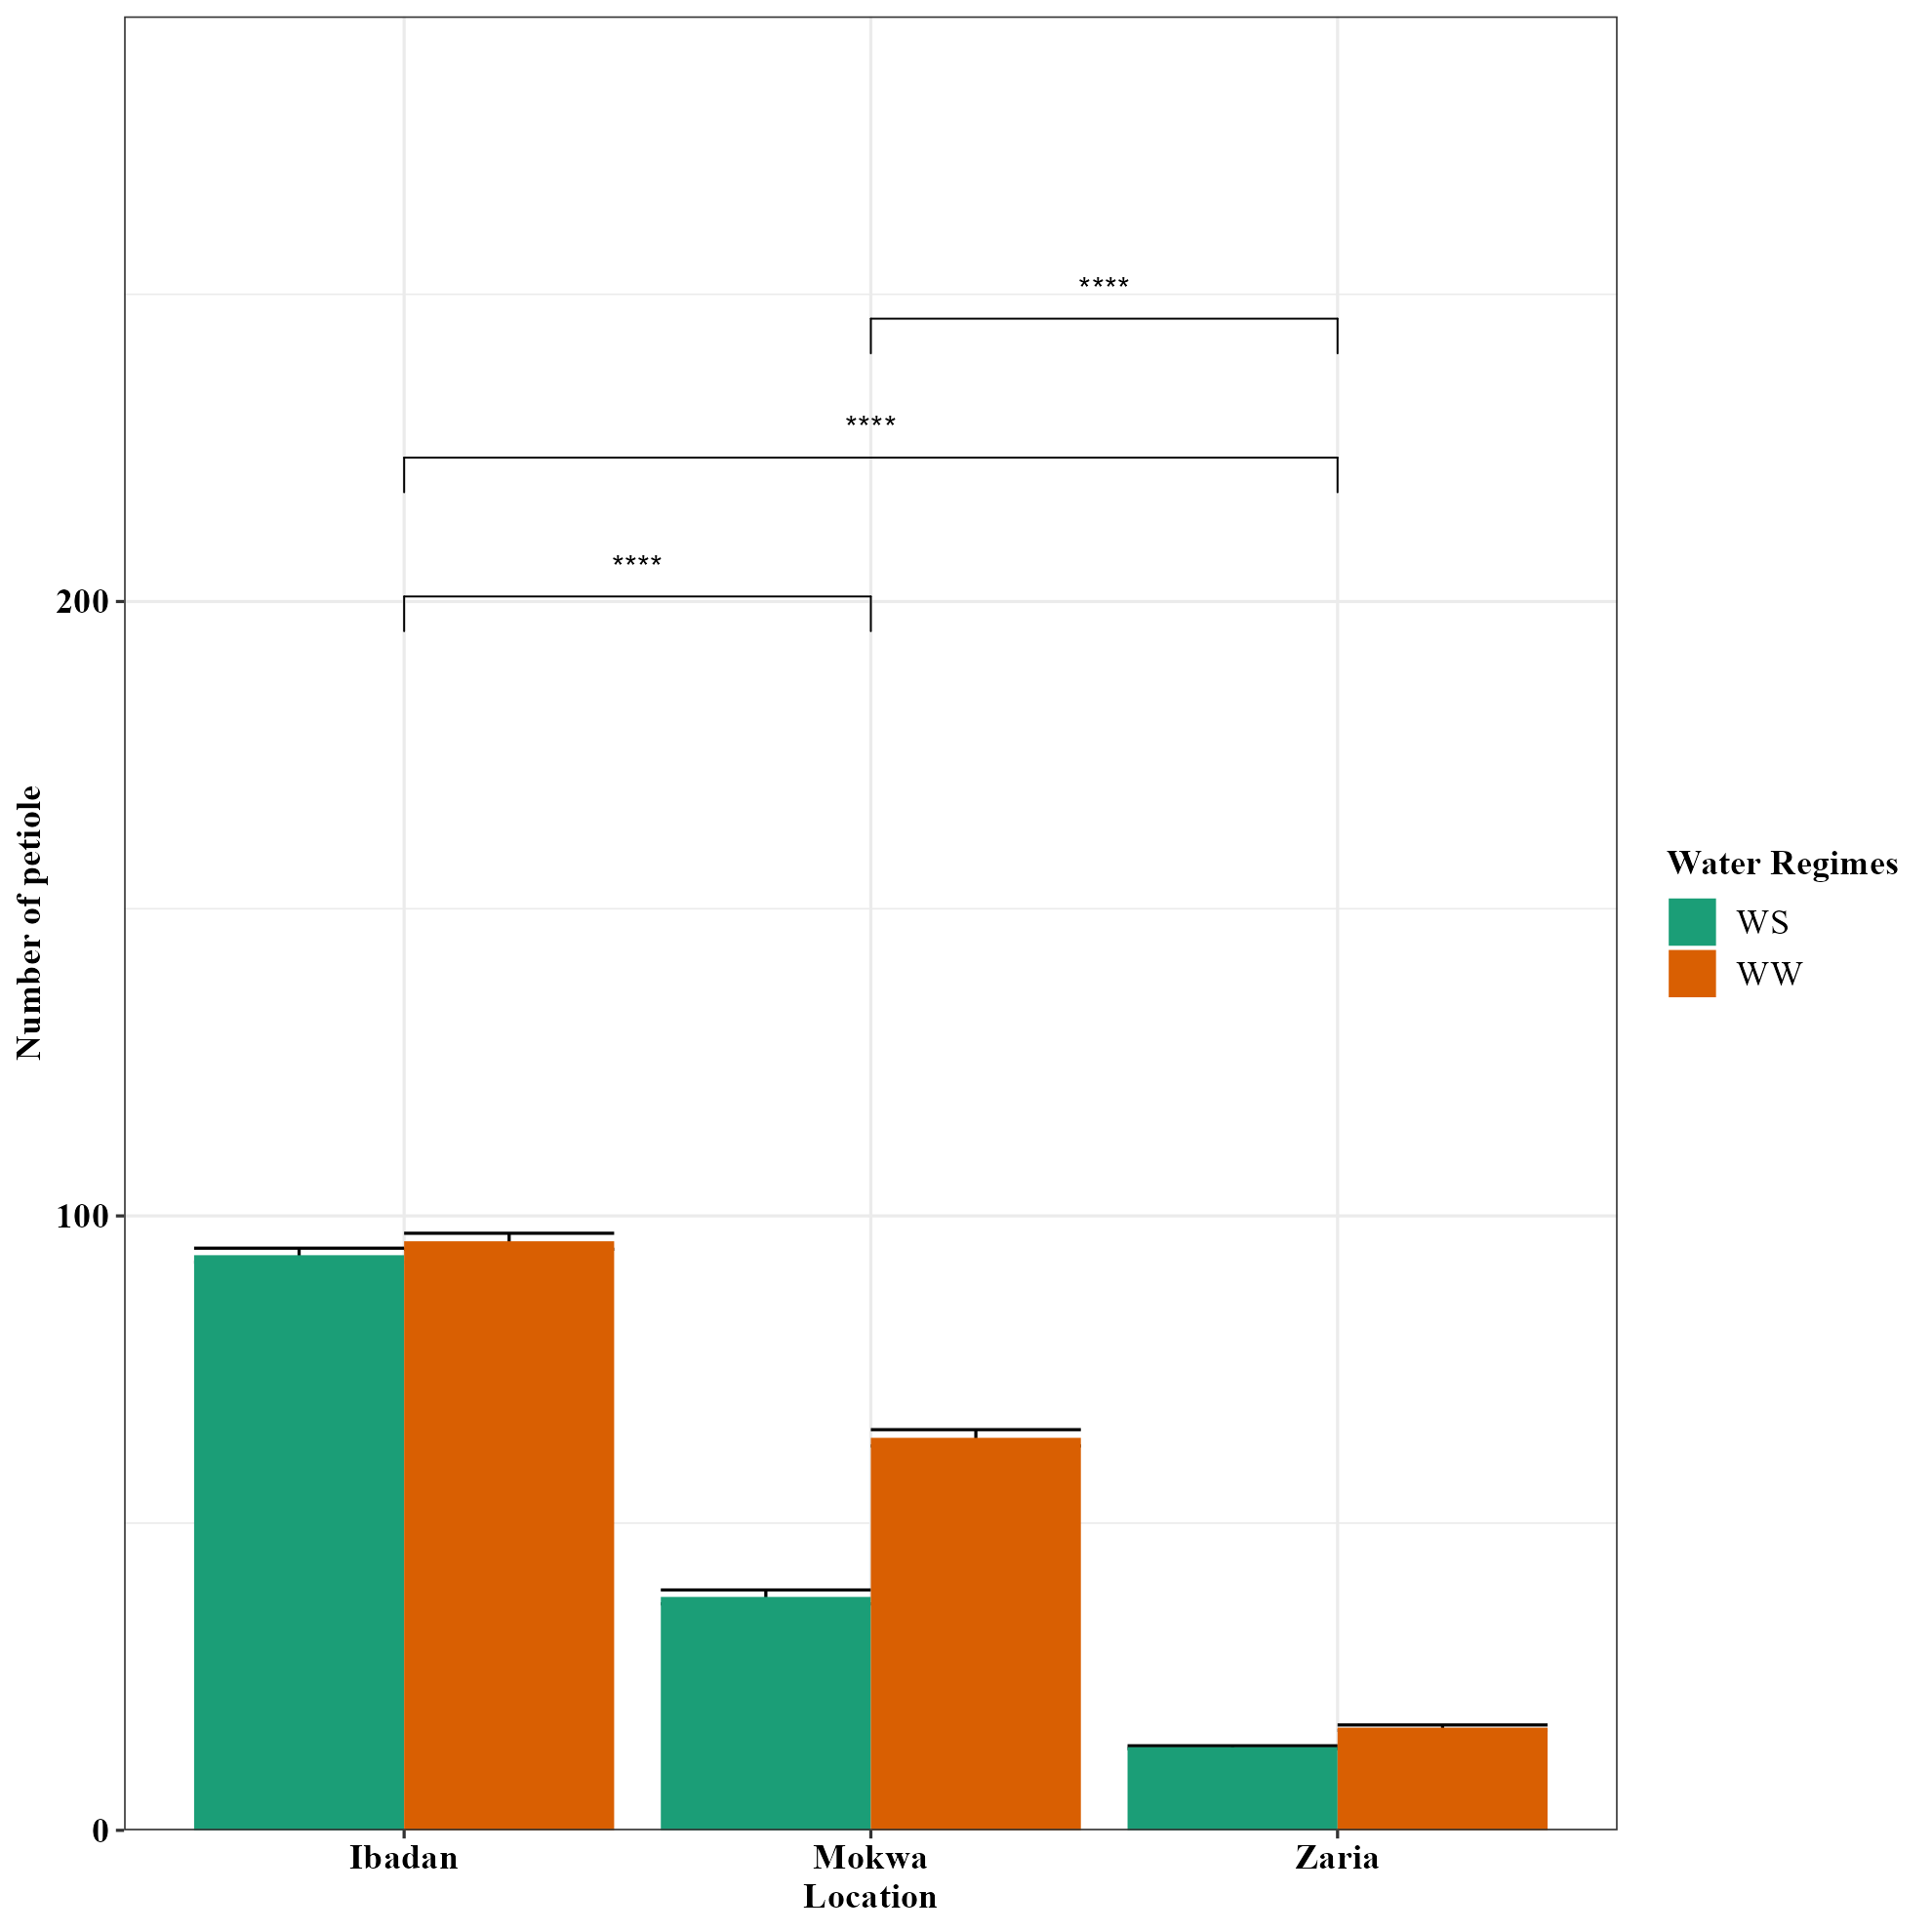 ****
****
****
200
100
0
Number of petiole
Ibadan
Mokwa
Zaria
Location
Water Regimes
WS
WW